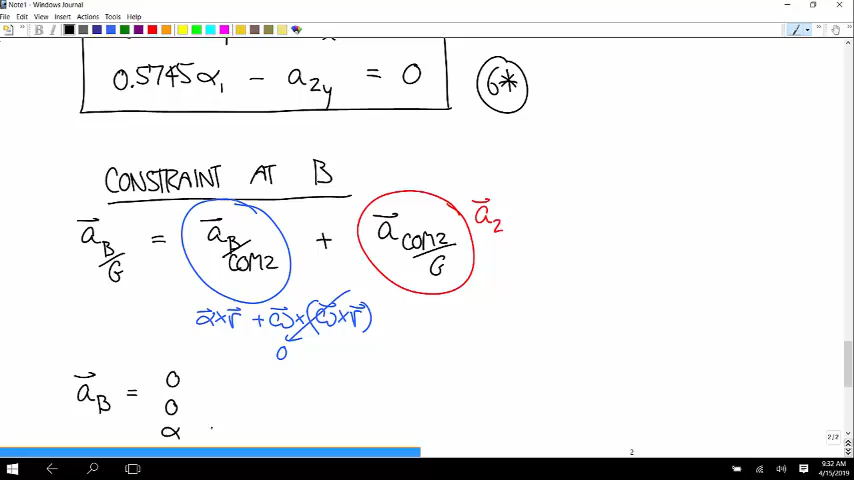 Note1 - Windows Journal
File Edit View Insert Actions Tools Help
B I
0.5745α₁ - a₂y = 0 6*
CONSTRAINT AT B
a⃗ B/G = a⃗ B/COM2 + a⃗ COM2/G a⃗₂
α⃗×r⃗ + ω⃗×(ω⃗×r⃗)
0
a⃗B = 0
0
α
2/2
2
9:32 AM
4/15/2019